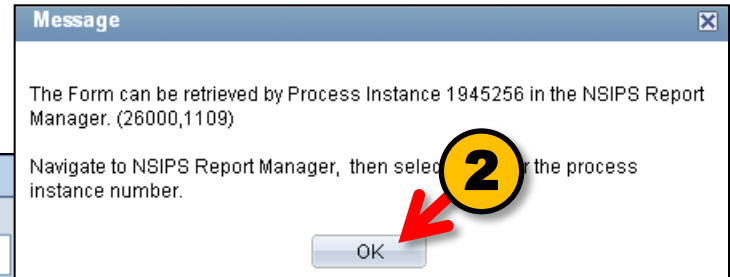 Message
The Form can be retrieved by Process Instance 1945256 in the NSIPS Report
Manager. (26000,1109)
Navigate to NSIPS Report Manager, then selec 2 r the process
instance number.
OK